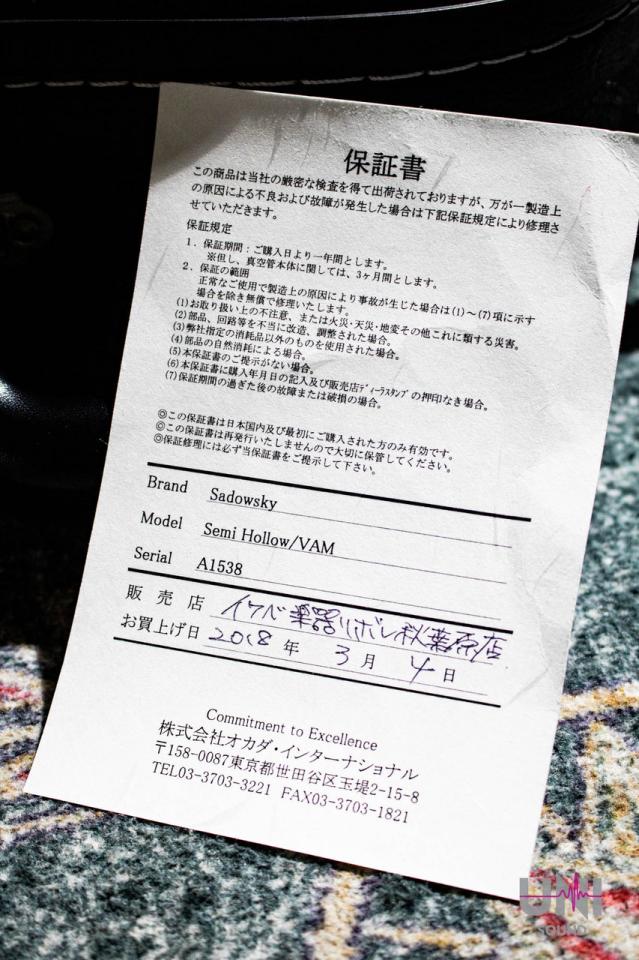 保証書
この商品は当社の厳密な検査を得て出荷されておりますが、万が一製造上
の原因による不良および故障が発生した場合は下記保証規定により修理さ
せていただきます。
保証規定
1．保証期間：ご購入日より一年間とします。
※但し、真空管本体に関しては、3ヶ月間とします。
2．保証の範囲
正常なご使用で製造上の原因により事故が生じた場合は(1)～(7)項に示す
場合を除き無償で修理いたします。
(1)お取り扱い上の不注意、または火災･天災･地変その他これに類する災害。
(2)部品、回路等を不当に改造、調整された場合。
(3)弊社指定の消耗品以外のものを使用された場合。
(4)部品の自然消耗による場合。
(5)本保証書のご提示がない場合。
(6)本保証書に購入年月日の記入及び販売店ﾃﾞｨｰﾗｽﾀﾝﾌﾟの押印なき場合。
(7)保証期間の過ぎた後の故障または破損の場合。
◎この保証書は日本国内及び最初にご購入された方のみ有効です。
◎この保証書は再発行いたしませんので大切に保管してください。
◎保証修理には必ず当保証書をご提示して下さい。
Brand Sadowsky
Model Semi Hollow/VAM
Serial A1538
販売店 イケベ楽器リボレ秋葉原店
お買上げ日 2018年 3月 4日
Commitment to Excellence
株式会社オカダ・インターナショナル
〒158-0087東京都世田谷区玉堤2-15-8
TEL03-3703-3221 FAX03-3703-1821
UNI
SOUND